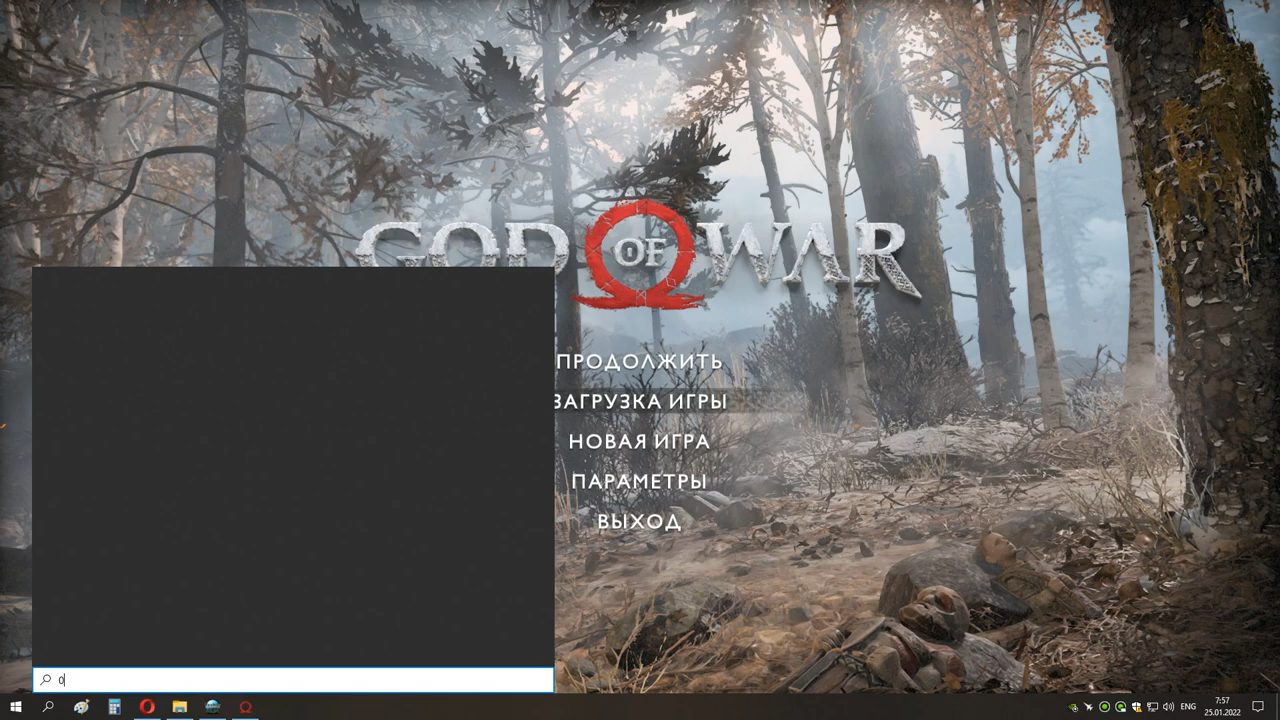 GOD OF WAR
ПРОДОЛЖИТЬ
ЗАГРУЗКА ИГРЫ
НОВАЯ ИГРА
ПАРАМЕТРЫ
ВЫХОД
0
ENG
7:57
25.01.2022